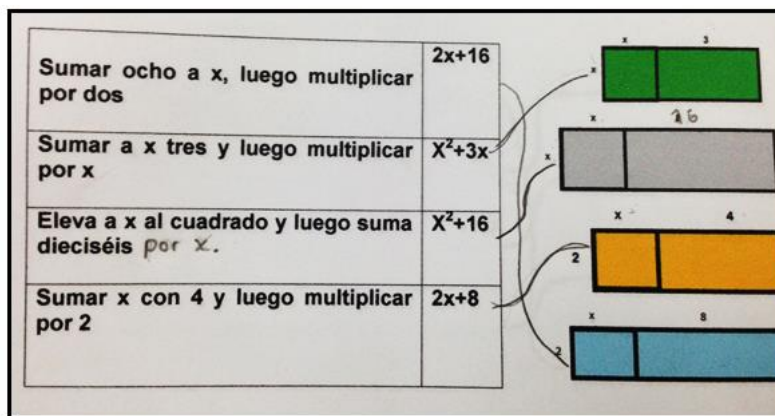 Sumar ocho a x, luego multiplicar
por dos
2x+16
Sumar a x tres y luego multiplicar
por x
X²+3x
Eleva a x al cuadrado y luego suma
dieciséis por x.
X²+16
Sumar x con 4 y luego multiplicar
por 2
2x+8
x 3
x
x 16
x
x 4
2
x 8
2